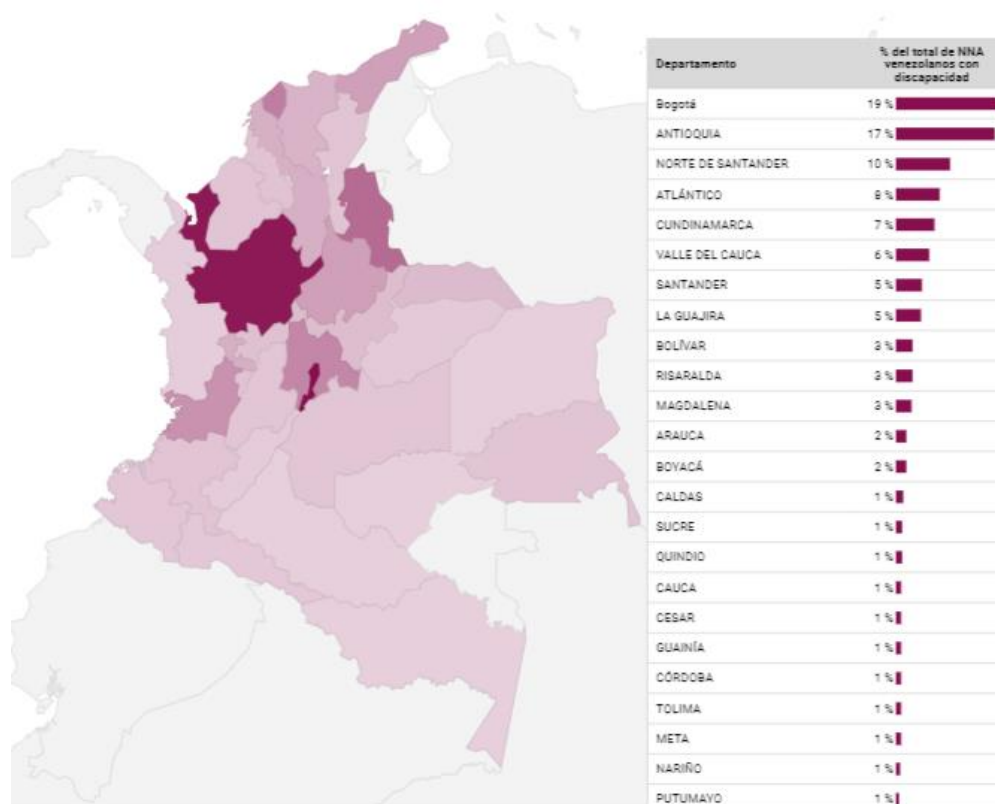 Departamento
% del total de NNA
venezolanos con
discapacidad
Bogotá 19 %
ANTIOQUIA 17 %
NORTE DE SANTANDER 10 %
ATLÁNTICO 8 %
CUNDINAMARCA 7 %
VALLE DEL CAUCA 6 %
SANTANDER 5 %
LA GUAJIRA 5 %
BOLÍVAR 3 %
RISARALDA 3 %
MAGDALENA 3 %
ARAUCA 2 %
BOYACÁ 2 %
CALDAS 1 %
SUCRE 1 %
QUINDIO 1 %
CAUCA 1 %
CESAR 1 %
GUAINÍA 1 %
CÓRDOBA 1 %
TOLIMA 1 %
META 1 %
NARIÑO 1 %
PUTUMAYO 1 %